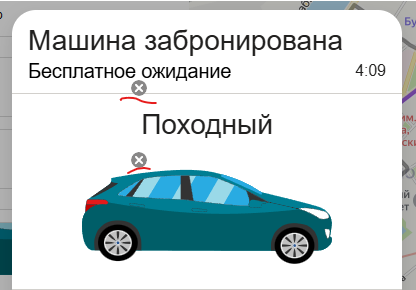 Машина забронирована
Бесплатное ожидание
4:09
Походный